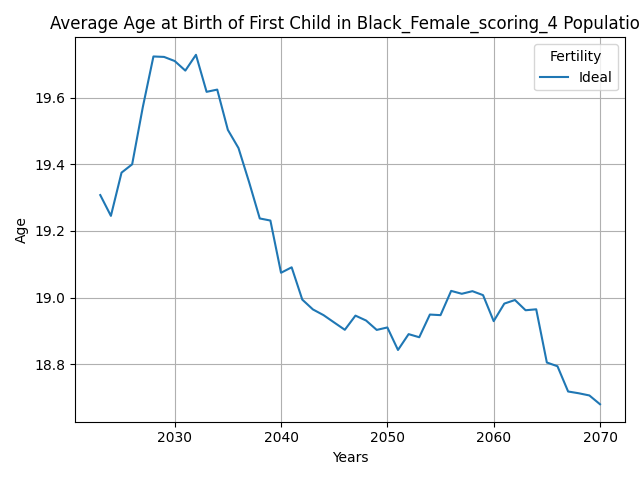 Average Age at Birth of First Child in Black_Female_scoring_4 Populatio
Fertility
Ideal
19.6
19.4
19.2
19.0
18.8
Age
2030 2040 2050 2060 2070
Years